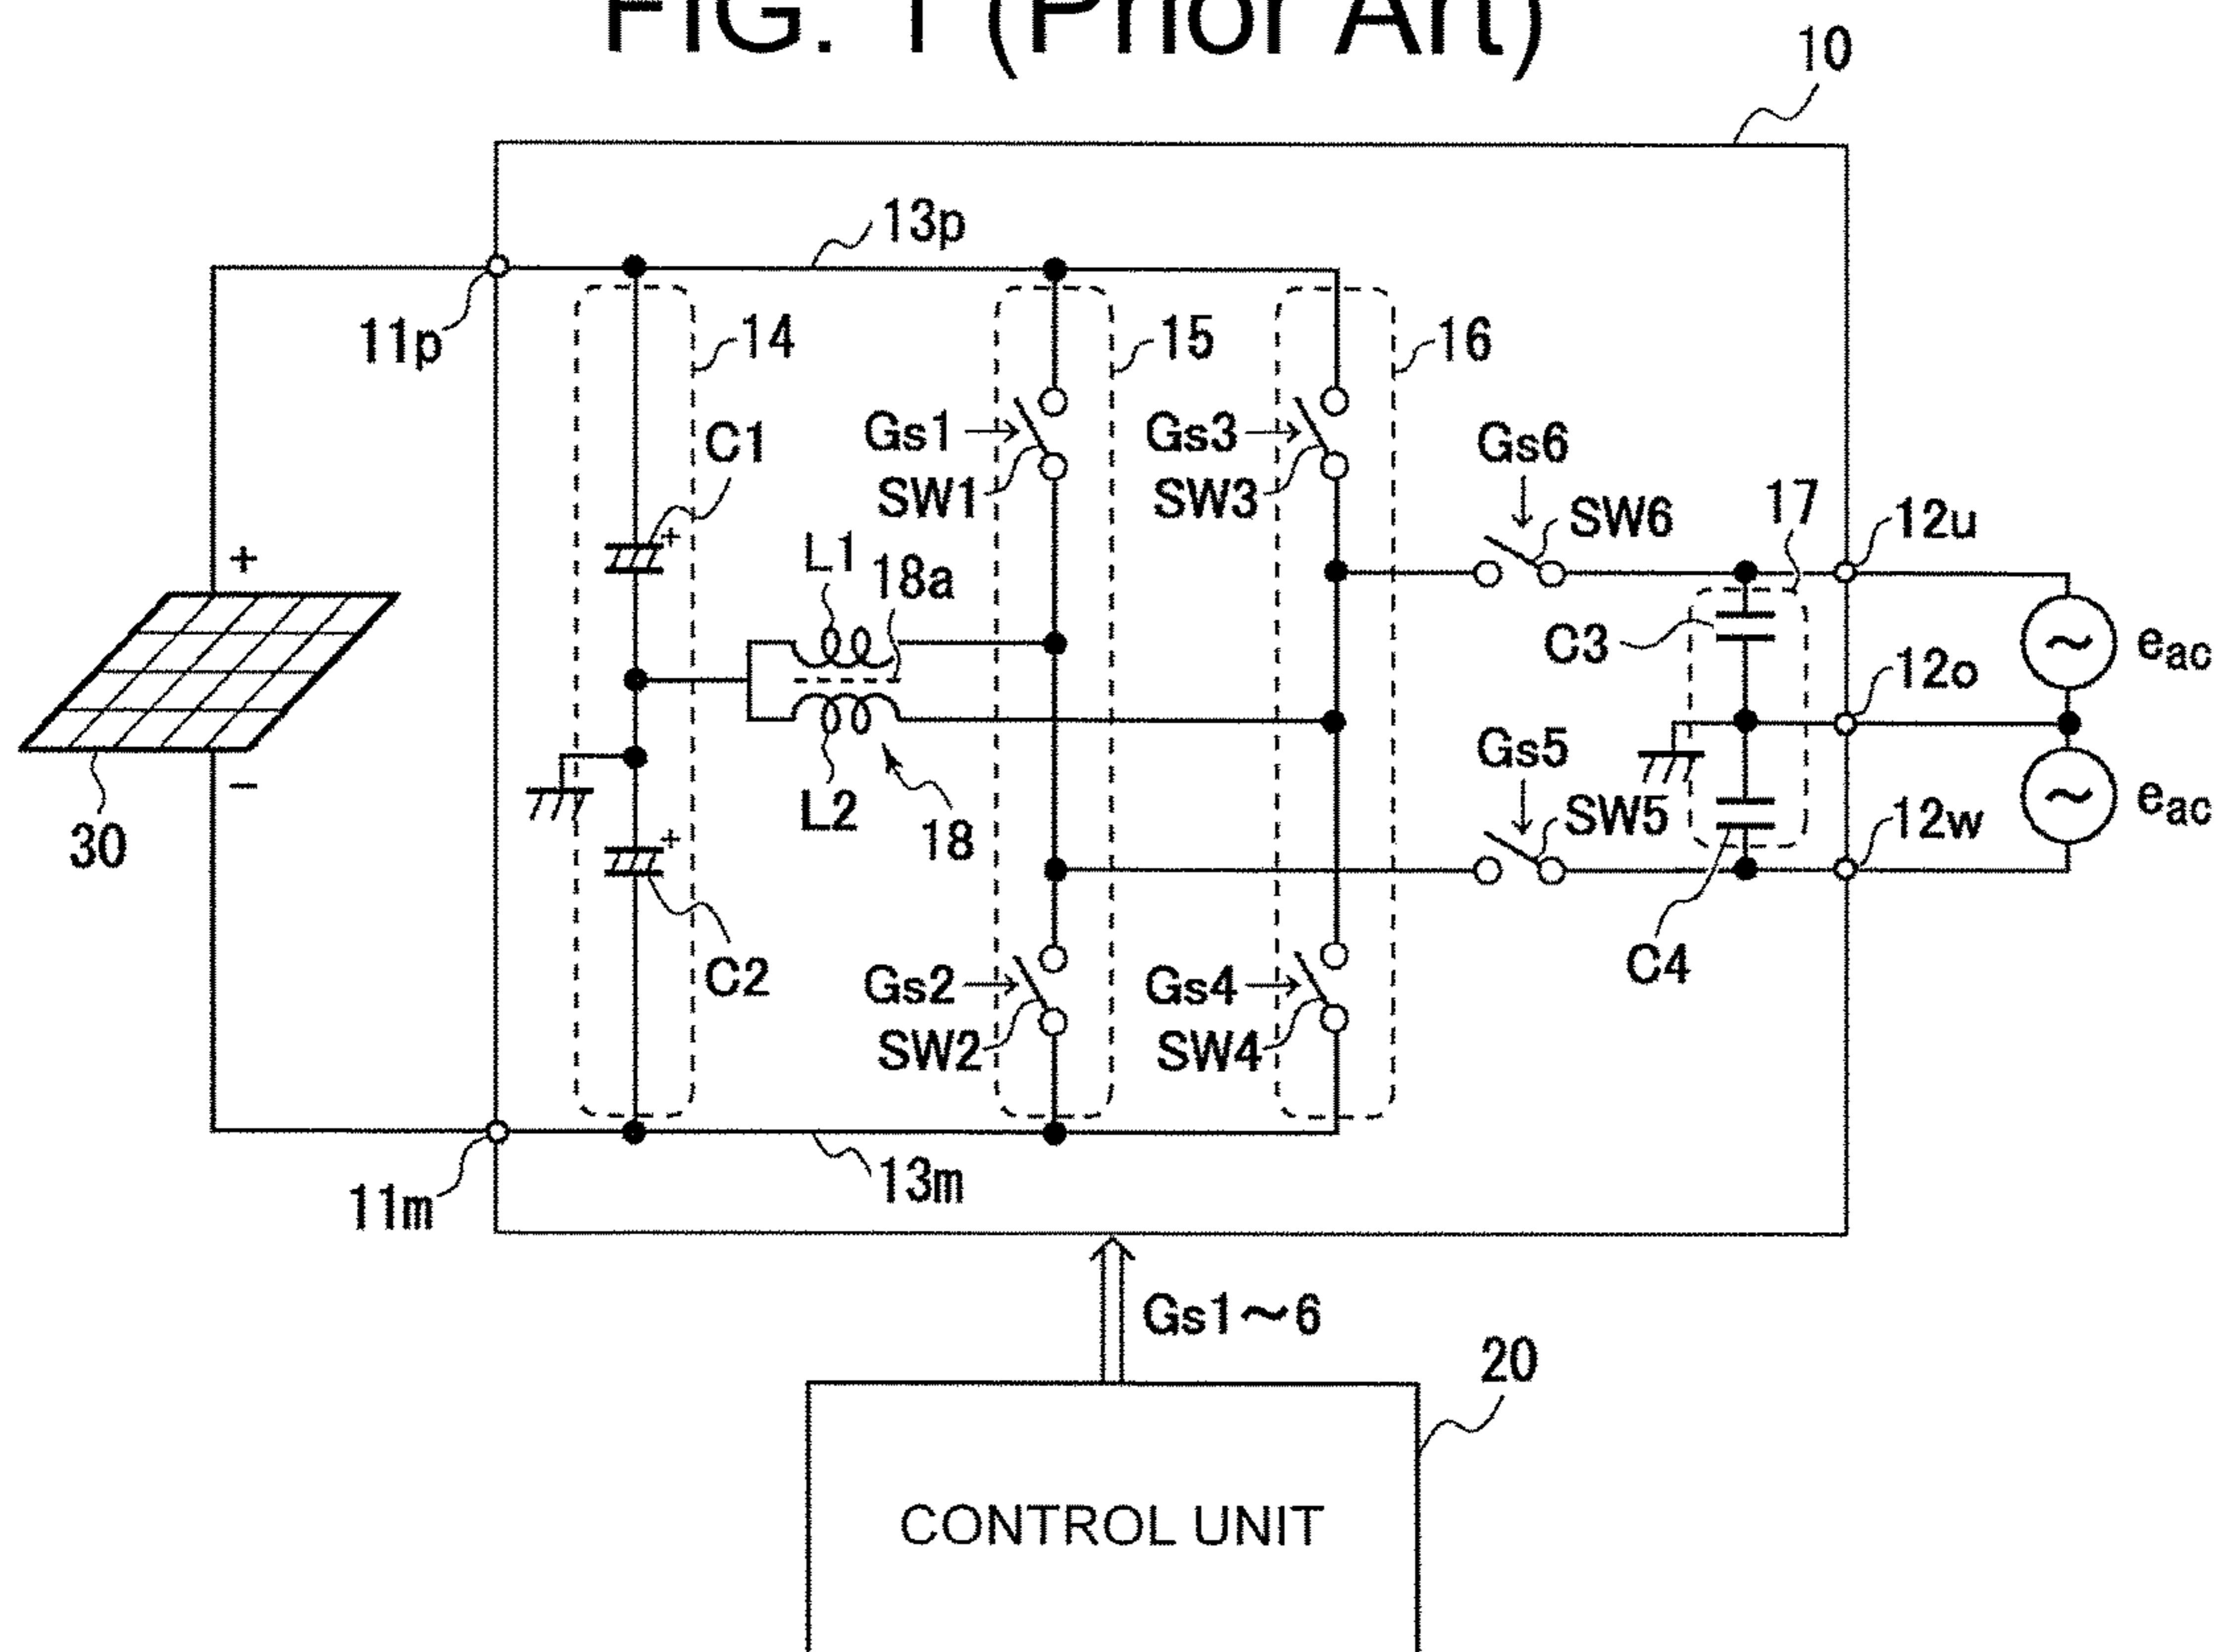 FIG. 1 (Prior Art)
10
13p
11p
14
15
16
C1
Gs1
SW1
Gs3
SW3
Gs6
SW6
17
12u
+
+
L1
18a
C3
eac
12o
Gs5
SW5
L2
18
−
30
+
eac
12w
C4
C2
Gs2
SW2
Gs4
SW4
11m
13m
Gs1～6
20
CONTROL UNIT